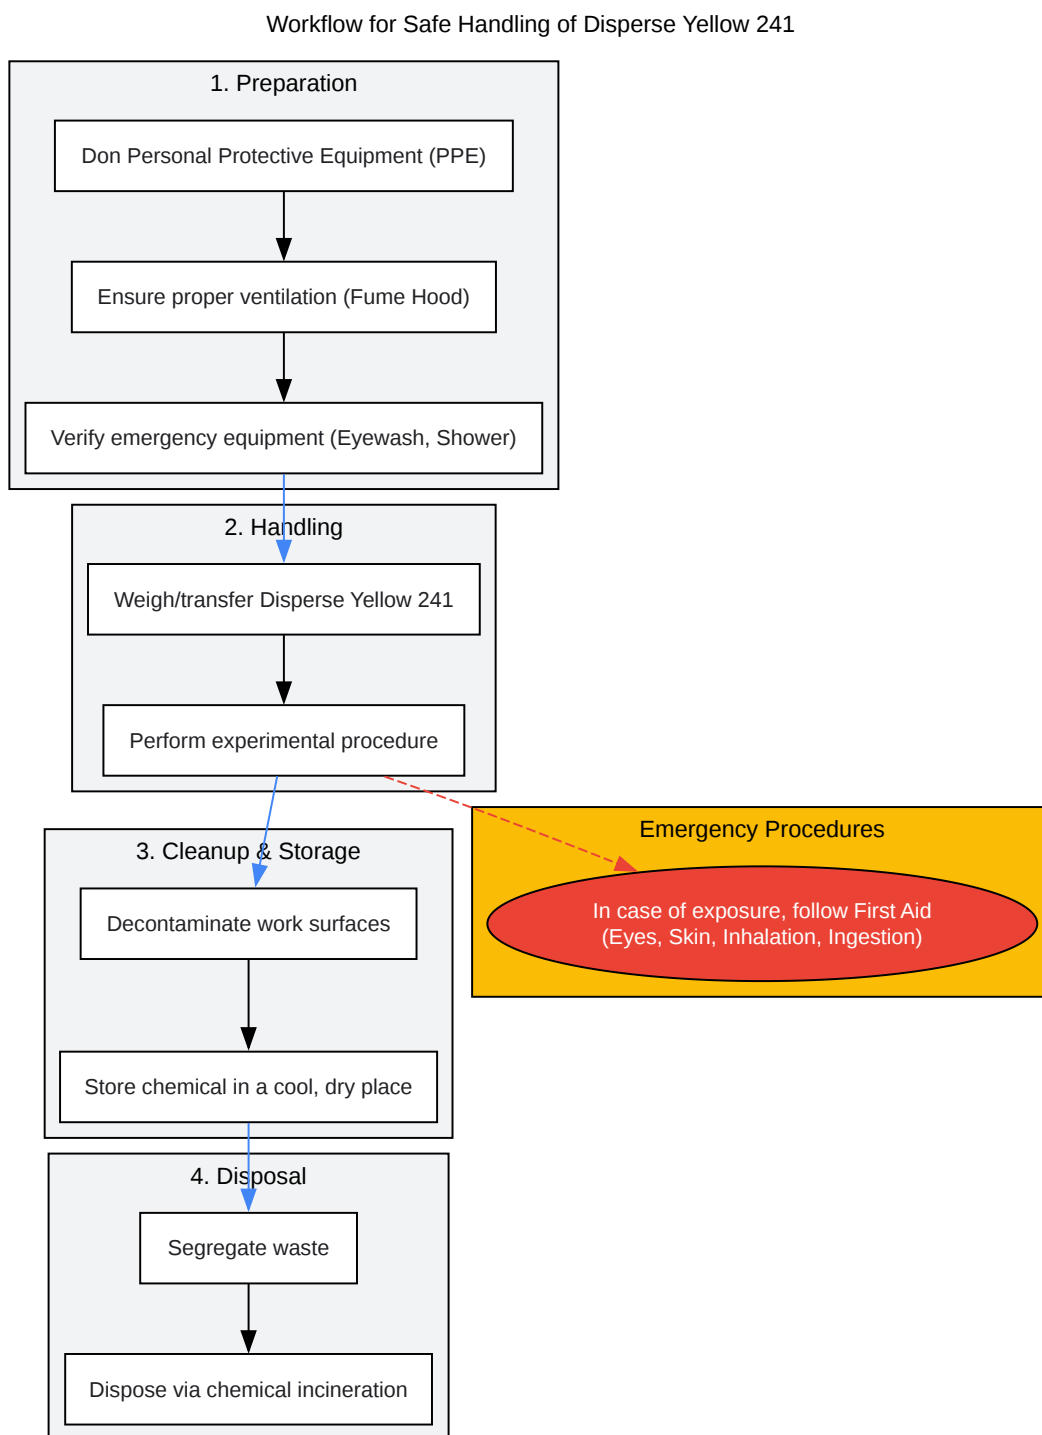 Workflow for Safe Handling of Disperse Yellow 241
1. Preparation
Don Personal Protective Equipment (PPE)
Ensure proper ventilation (Fume Hood)
Verify emergency equipment (Eyewash, Shower)
2. Handling
Weigh/transfer Disperse Yellow 241
Perform experimental procedure
3. Cleanup & Storage
Decontaminate work surfaces
Store chemical in a cool, dry place
Emergency Procedures
In case of exposure, follow First Aid
(Eyes, Skin, Inhalation, Ingestion)
4. Disposal
Segregate waste
Dispose via chemical incineration